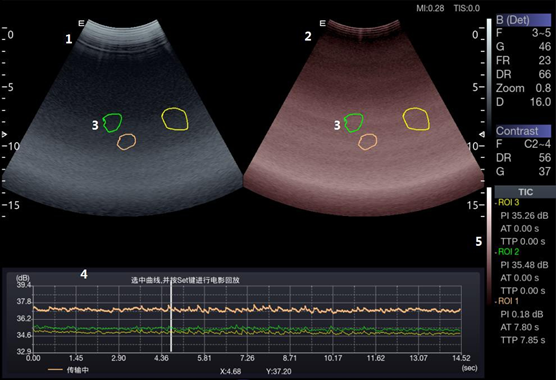 MI:0.28 TIS:0.0
B (Det)
F 3~5
G 46
FR 23
DR 66
Zoom 0.8
D 16.0
Contrast
F C2~4
DR 56
G 37
TIC
ROI 3
PI 35.26 dB
AT 0.00 s
TTP 0.00 s
ROI 2
PI 35.48 dB
AT 0.00 s
TTP 0.00 s
ROI 1
PI 0.18 dB
AT 7.80 s
TTP 7.85 s
E
E
1
2
0
0
5
5
3
3
10
10
15
15
5
4
选中曲线,并按Set键进行电影回放
(dB)
39.4
37.8
36.2
34.6
32.9
0.00 1.45 2.90 4.36 5.81 7.26 8.71 10.17 11.62 13.07 14.52
(sec)
传输中 X:4.68 Y:37.20